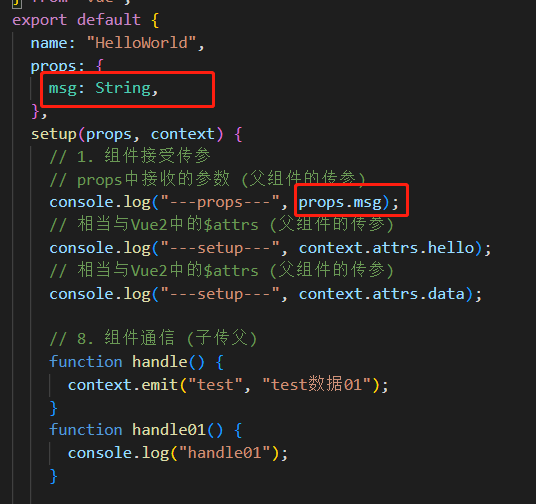 } from "vue";
export default {
name: "HelloWorld",
props: {
msg: String,
},
setup(props, context) {
// 1. 组件接受传参
// props中接收的参数 (父组件的传参)
console.log("---props---", props.msg);
// 相当与Vue2中的$attrs (父组件的传参)
console.log("---setup---", context.attrs.hello);
// 相当与Vue2中的$attrs (父组件的传参)
console.log("---setup---", context.attrs.data);
// 8. 组件通信 (子传父)
function handle() {
context.emit("test", "test数据01");
}
function handle01() {
console.log("handle01");
}